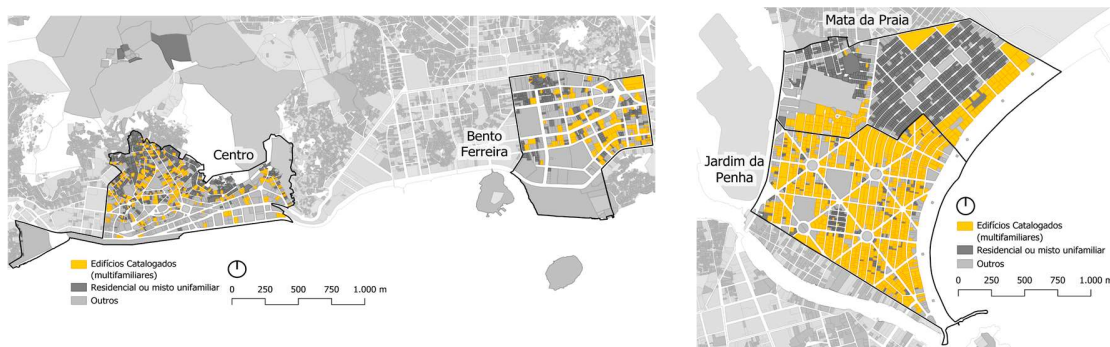 Centro
Bento
Ferreira
Edifícios Catalogados
(multifamiliares)
Residencial ou misto unifamiliar
Outros
0 250 500 750 1.000 m
Mata da Praia
Jardim da
Penha
Edifícios Catalogados
(multifamiliares)
Residencial ou misto unifamiliar
Outros
0 250 500 750 1.000 m